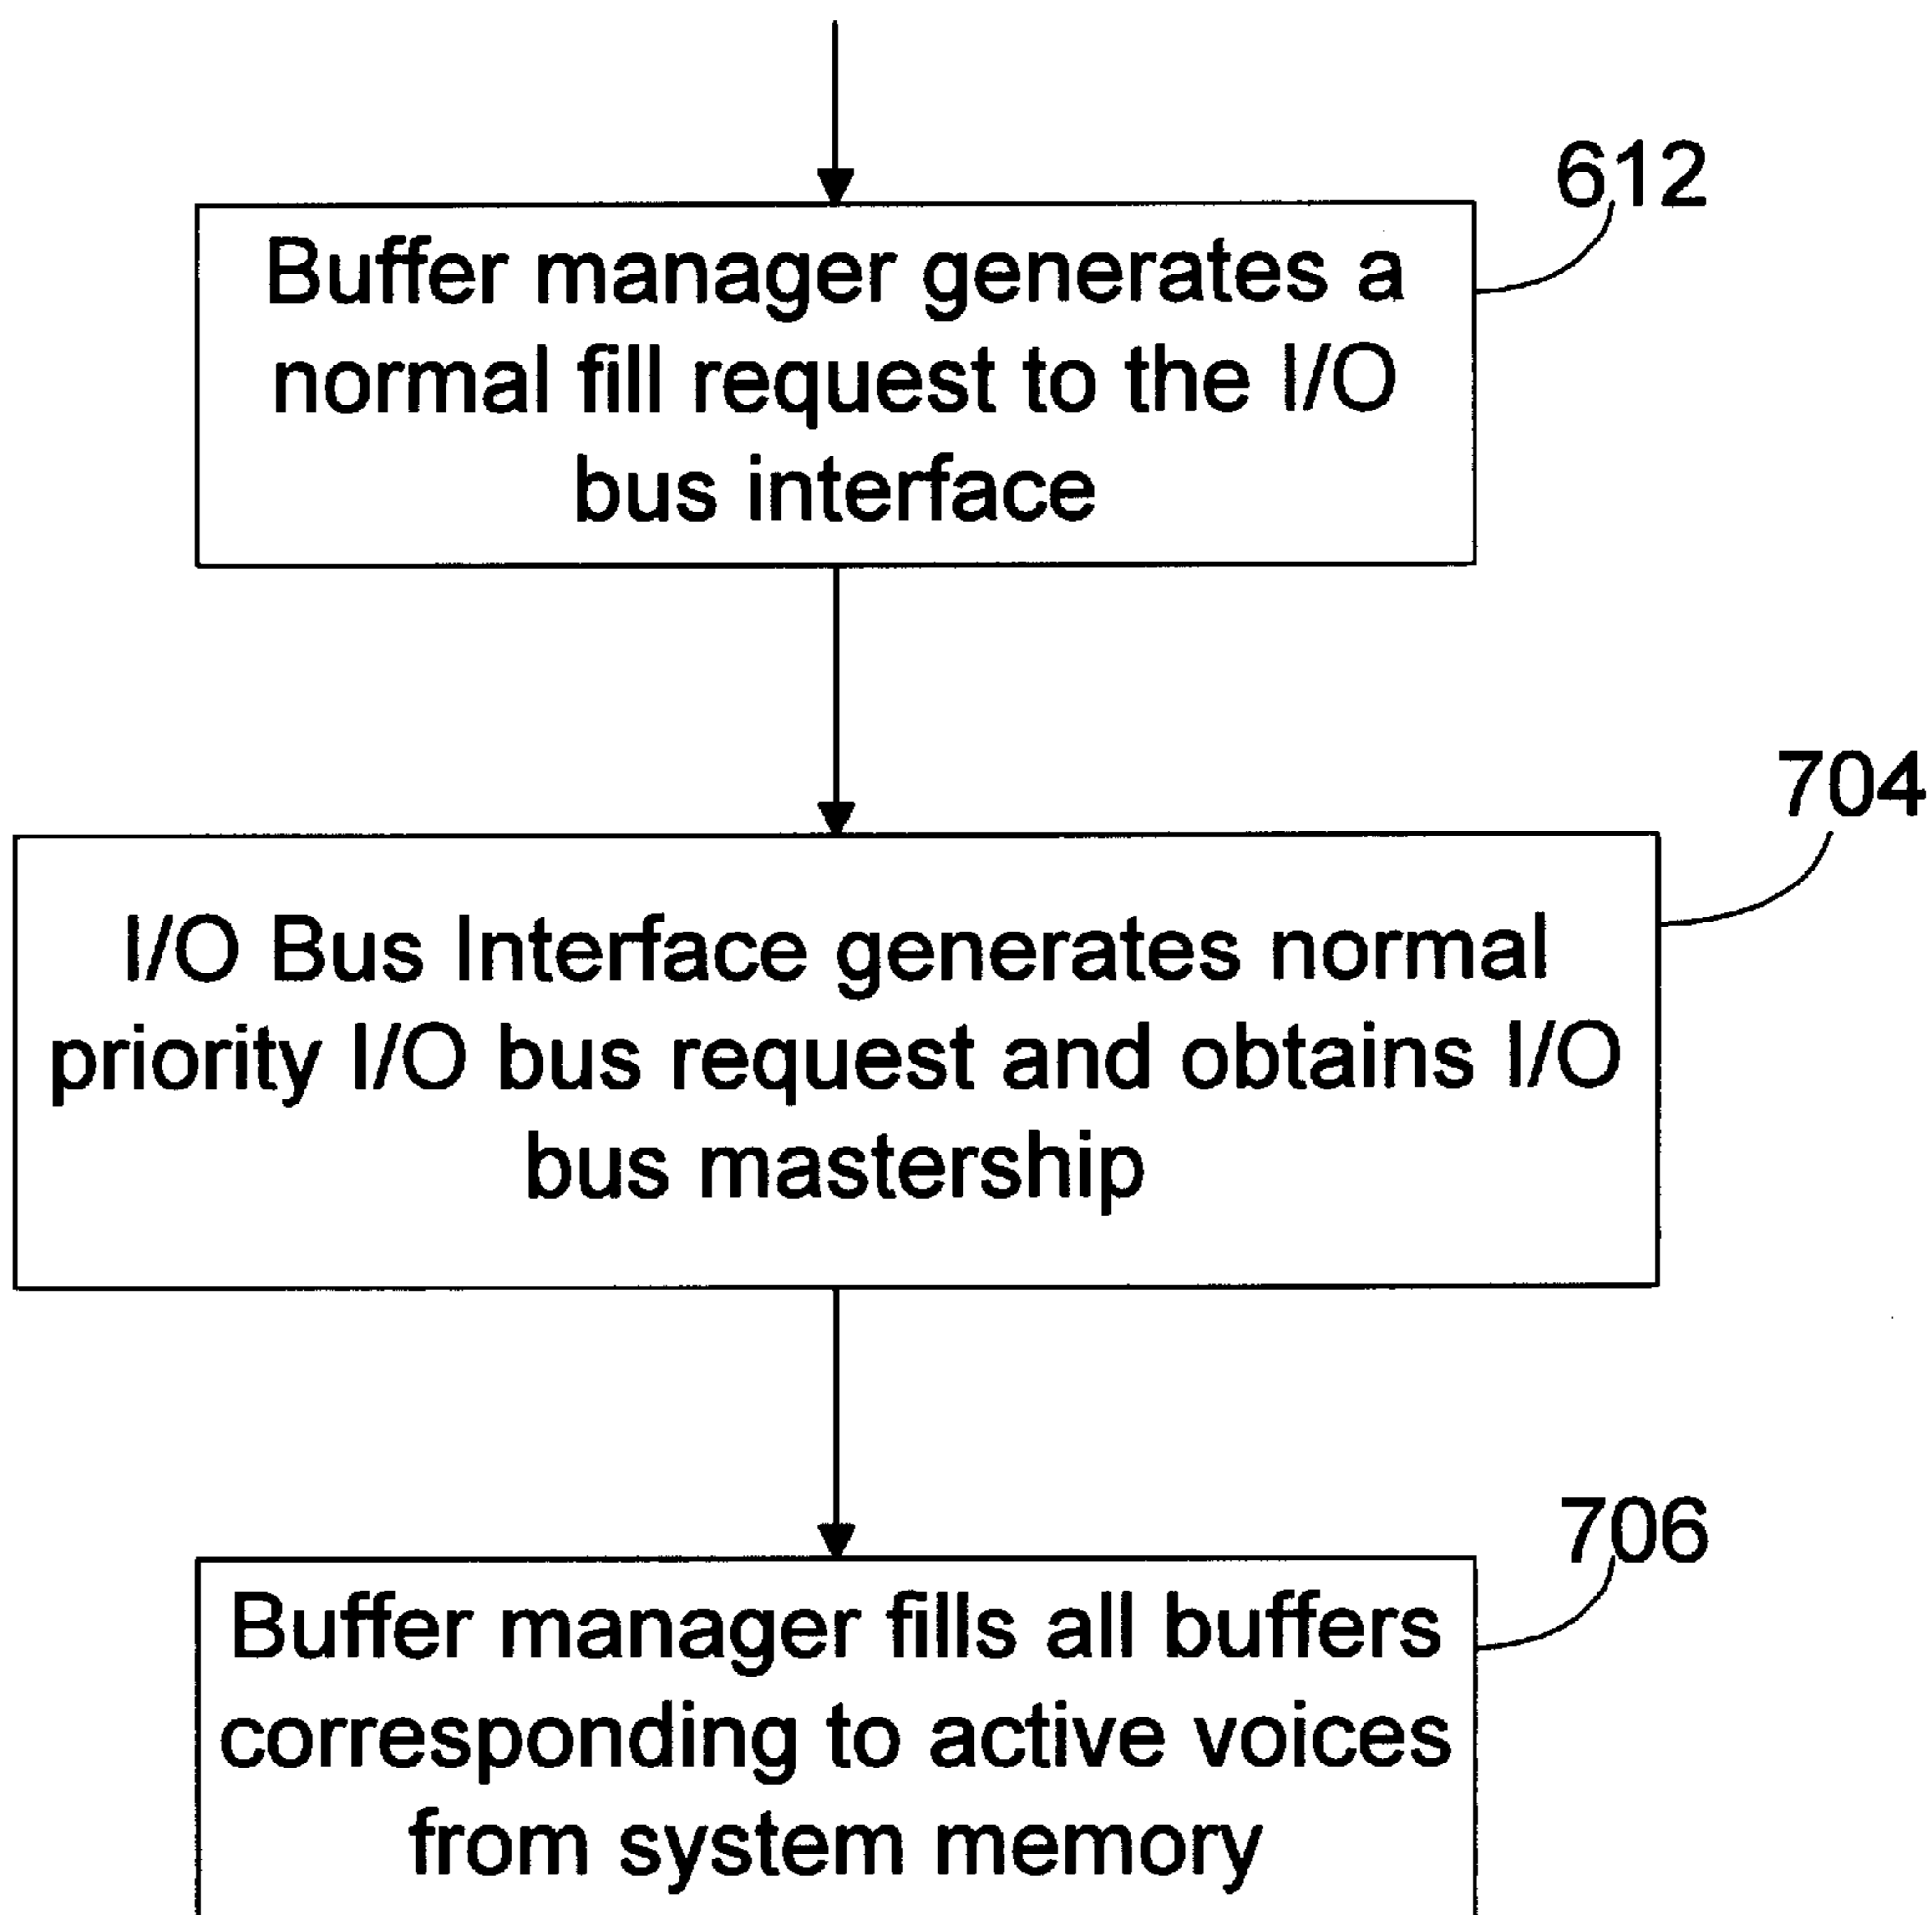 612
Buffer manager generates a
normal fill request to the I/O
bus interface
704
I/O Bus Interface generates normal
priority I/O bus request and obtains I/O
bus mastership
706
Buffer manager fills all buffers
corresponding to active voices
from system memory